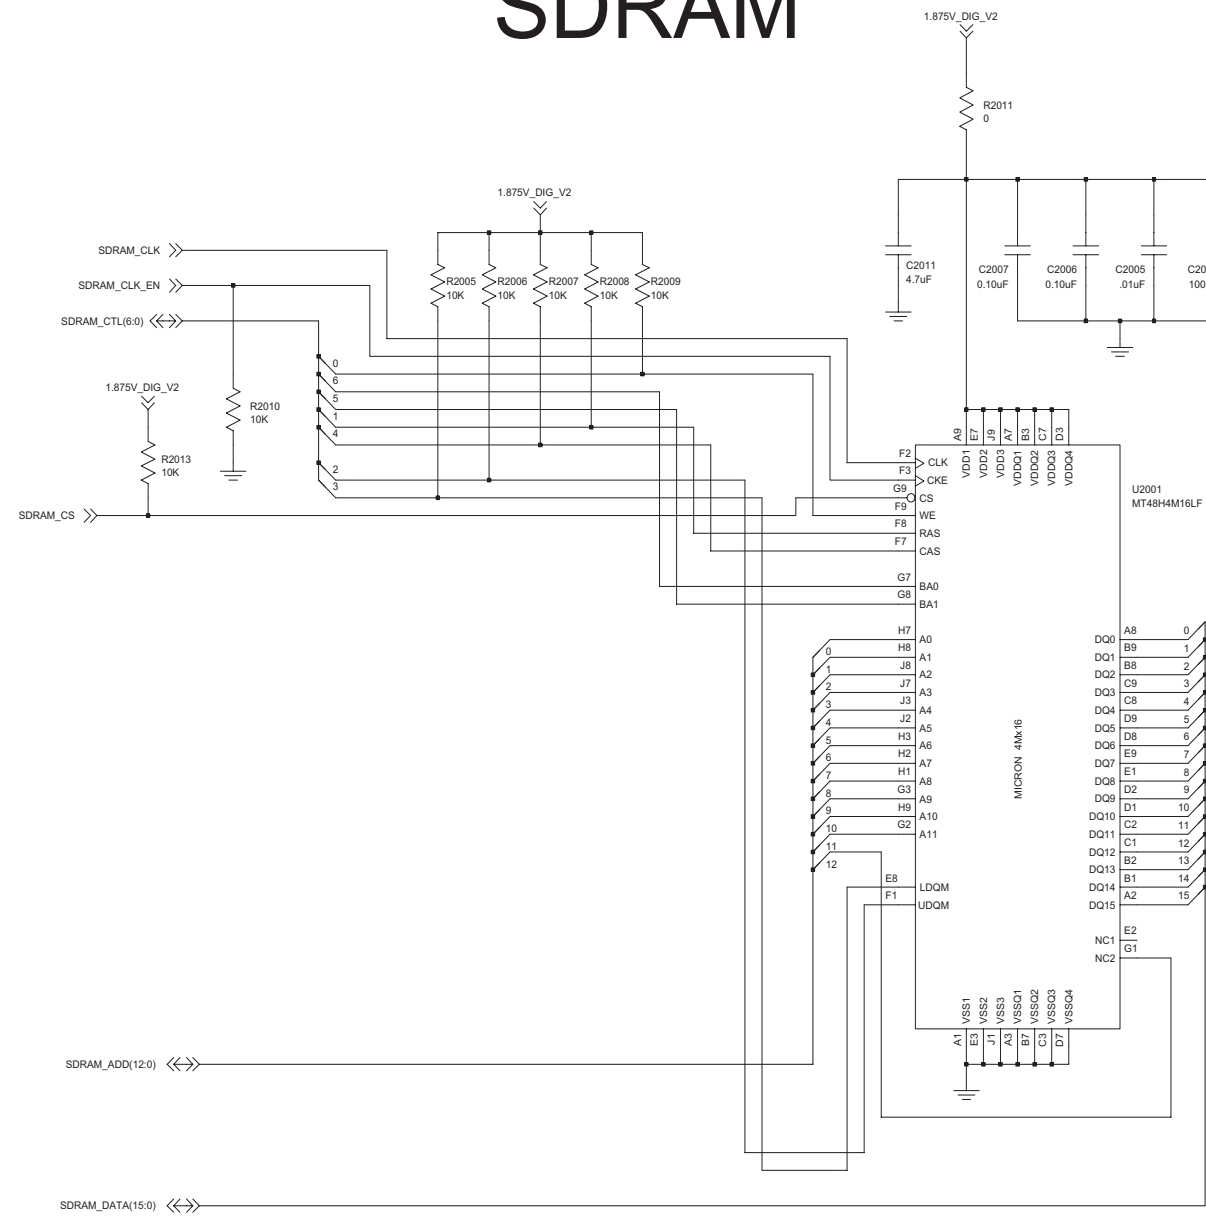 SDRAM
1.875V_DIG_V2
R2011
0
1.875V_DIG_V2
SDRAM_CLK
SDRAM_CLK_EN
SDRAM_CTL(6:0)
R2005
10K
R2006
10K
R2007
10K
R2008
10K
R2009
10K
C2011
4.7uF
C2007
0.10uF
C2006
0.10uF
C2005
.01uF
C20
100
0
6
5
1
4
2
3
1.875V_DIG_V2
R2010
10K
R2013
10K
SDRAM_CS
A9
E7
J9
A7
B3
C7
D3
VDD1
VDD2
VDD3
VDDQ1
VDDQ2
VDDQ3
VDDQ4
U2001
MT48H4M16LF
F2 CLK
F3 CKE
G9 CS
F9 WE
F8 RAS
F7 CAS
G7 BA0
G8 BA1
H7 A0
0 H8 A1
1 J8 A2
2 J7 A3
3 J3 A4
4 J2 A5
5 H3 A6
6 H2 A7
7 H1 A8
8 G3 A9
9 H9 A10
10 G2 A11
11
12
E8 LDQM
F1 UDQM
MICRON 4Mx16
DQ0 A8 0
DQ1 B9 1
DQ2 B8 2
DQ3 C9 3
DQ4 C8 4
DQ5 D9 5
DQ6 D8 6
DQ7 E9 7
DQ8 E1 8
DQ9 D2 9
DQ10 D1 10
DQ11 C2 11
DQ12 C1 12
DQ13 B2 13
DQ14 B1 14
DQ15 A2 15
NC1 E2
NC2 G1
VSS1
VSS2
VSS3
VSSQ1
VSSQ2
VSSQ3
VSSQ4
A1
E3
J1
A3
B7
C3
D7
SDRAM_ADD(12:0)
SDRAM_DATA(15:0)